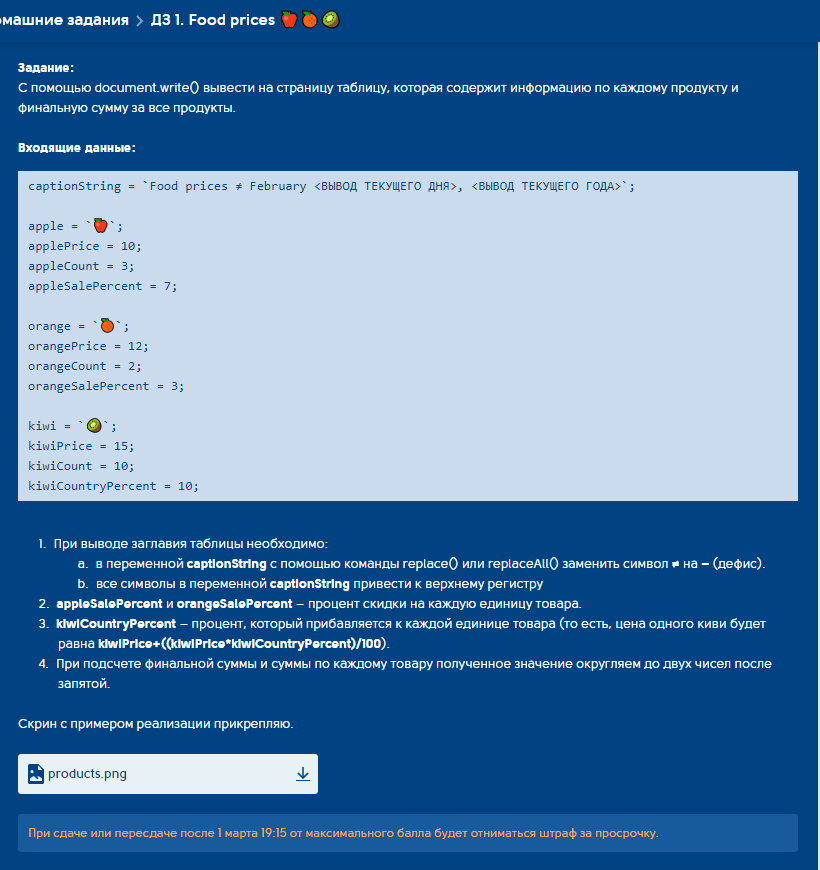 омашние задания > ДЗ 1. Food prices 🍎🍊🥝
Задание:
С помощью document.write() вывести на страницу таблицу, которая содержит информацию по каждому продукту и
финальную сумму за все продукты.
Входящие данные:
captionString = `Food prices ≠ February <ВЫВОД ТЕКУЩЕГО ДНЯ>, <ВЫВОД ТЕКУЩЕГО ГОДА>`;
apple = `🍎`;
applePrice = 10;
appleCount = 3;
appleSalePercent = 7;
orange = `🍊`;
orangePrice = 12;
orangeCount = 2;
orangeSalePercent = 3;
kiwi = `🥝`;
kiwiPrice = 15;
kiwiCount = 10;
kiwiCountryPercent = 10;
1. При выводе заглавия таблицы необходимо:
a. в переменной captionString с помощью команды replace() или replaceAll() заменить символ ≠ на – (дефис).
b. все символы в переменной captionString привести к верхнему регистру
2. appleSalePercent и orangeSalePercent – процент скидки на каждую единицу товара.
3. kiwiCountryPercent – процент, который прибавляется к каждой единице товара (то есть, цена одного киви будет
равна kiwiPrice+((kiwiPrice*kiwiCountryPercent)/100).
4. При подсчете финальной суммы и суммы по каждому товару полученное значение округляем до двух чисел после
запятой.
Скрин с примером реализации прикрепляю.
products.png
При сдаче или пересдаче после 1 марта 19:15 от максимального балла будет отниматься штраф за просрочку.